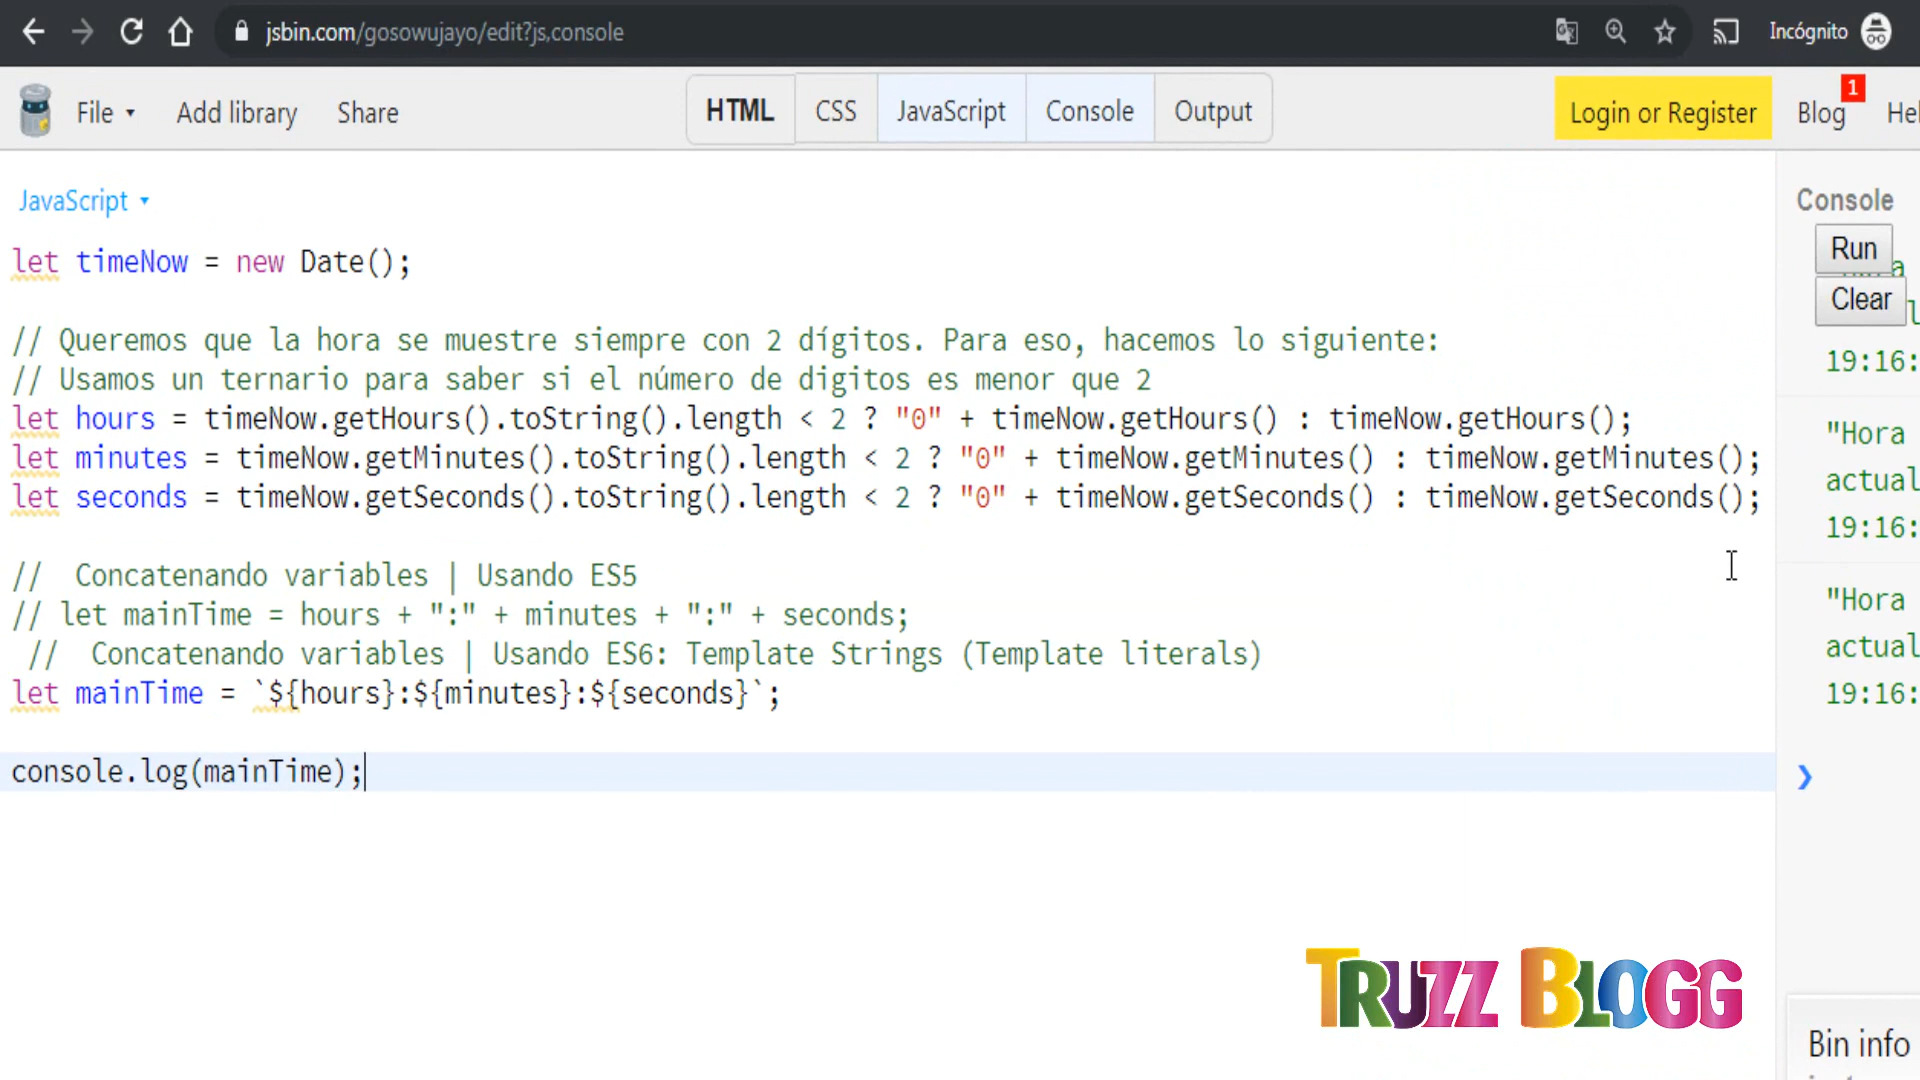 jsbin.com/gosowujayo/edit?js,console
Incógnito
File
Add library
Share
HTML
CSS
JavaScript
Console
Output
Login or Register
Blog
1
JavaScript
let timeNow = new Date();
// Queremos que la hora se muestre siempre con 2 dígitos. Para eso, hacemos lo siguiente:
// Usamos un ternario para saber si el número de digitos es menor que 2
let hours = timeNow.getHours().toString().length < 2 ? "0" + timeNow.getHours() : timeNow.getHours();
let minutes = timeNow.getMinutes().toString().length < 2 ? "0" + timeNow.getMinutes() : timeNow.getMinutes();
let seconds = timeNow.getSeconds().toString().length < 2 ? "0" + timeNow.getSeconds() : timeNow.getSeconds();
// Concatenando variables | Usando ES5
// let mainTime = hours + ":" + minutes + ":" + seconds;
// Concatenando variables | Usando ES6: Template Strings (Template literals)
let mainTime = `${hours}:${minutes}:${seconds}`;
console.log(mainTime);
Console
Run
Clear
19:16:
"Hora
actual
19:16:
"Hora
actual
19:16:
TRUZZ BLOGG
Bin info